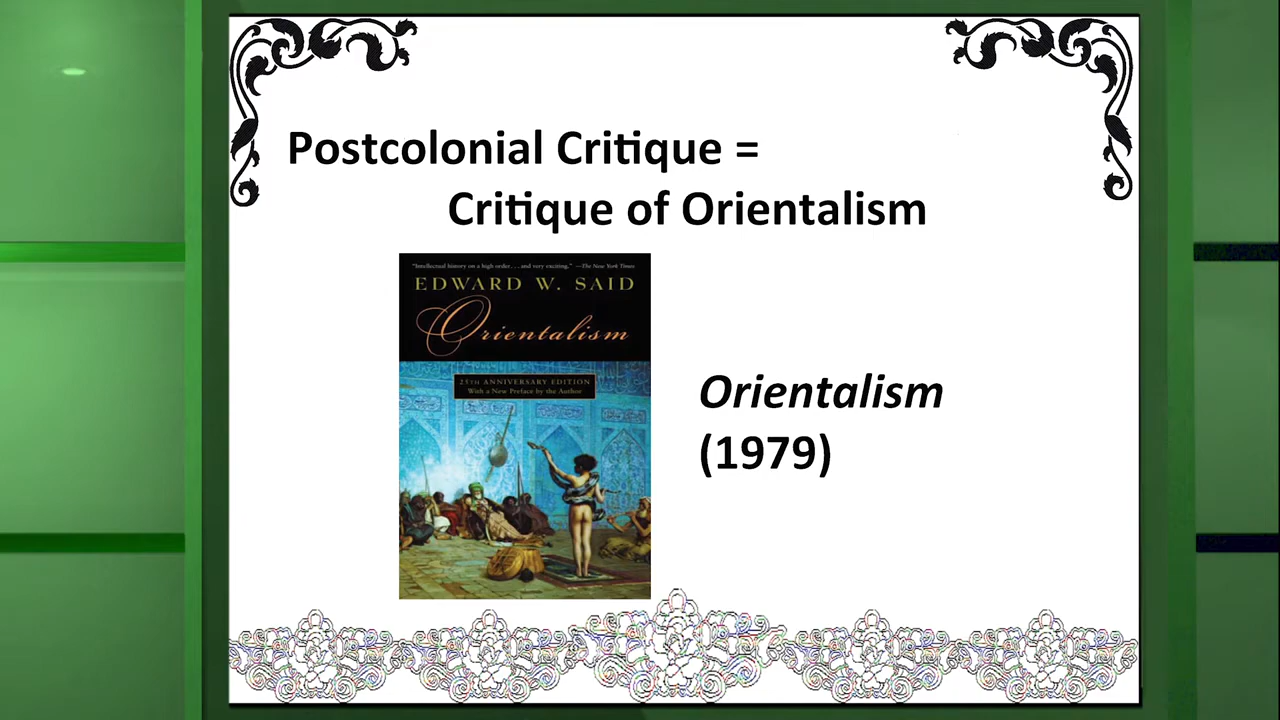 Postcolonial Critique =
Critique of Orientalism
"Intellectual history on a high order . . . and very exciting." —The New York Times
EDWARD W. SAID
Orientalism
25TH ANNIVERSARY EDITION
With a New Preface by the Author
Orientalism
(1979)